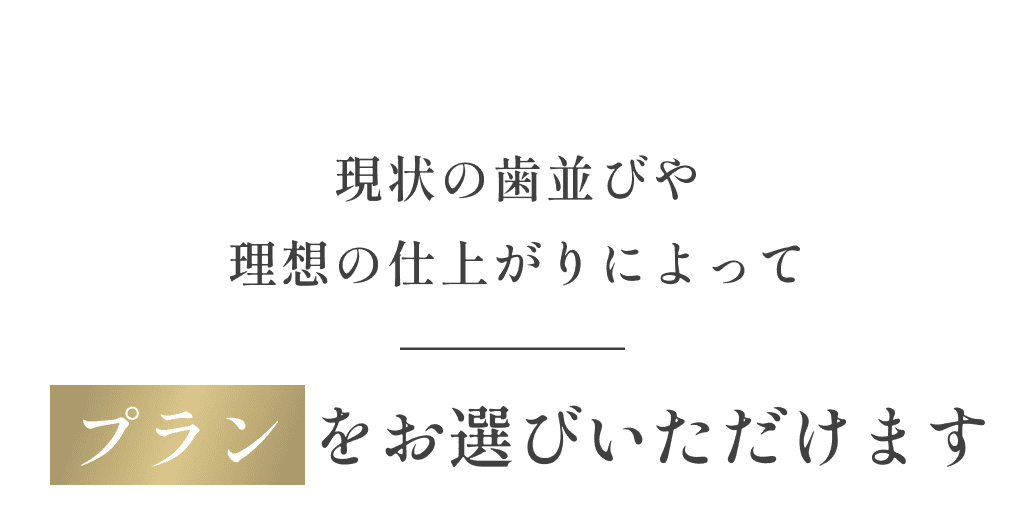 現状の歯並びや
理想の仕上がりによって
プランをお選びいただけます